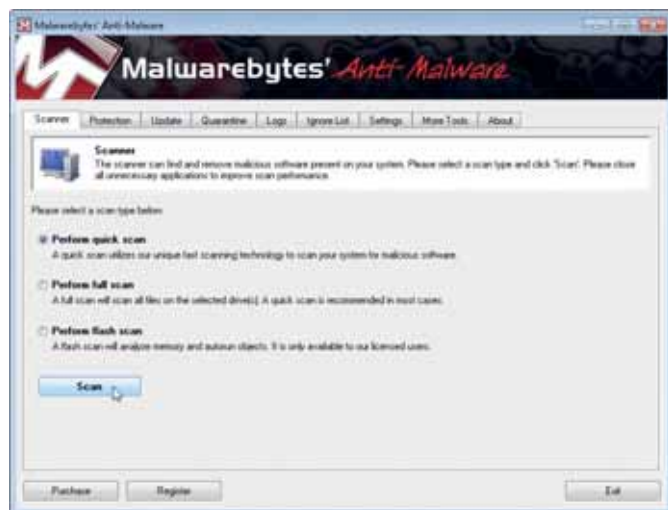 Malwarebytes' Anti-Malware
Malwarebytes' Anti-Malware
Scanner Protection Update Quarantine Logs Ignore List Settings More Tools About
Scanner
The scanner can find and remove malicious software present on your system. Please select a scan type and click 'Scan'. Please close
all unnecessary applications to improve scan performance.
Please select a scan type below.
Perform quick scan
A quick scan utilizes our unique fast scanning technology to scan your system for malicious software.
Perform full scan
A full scan will scan all files on the selected drive(s). A quick scan is recommended in most cases.
Perform flash scan
A flash scan will analyze memory and autorun objects. It is only available to our licensed users.
Scan
Purchase Register Exit